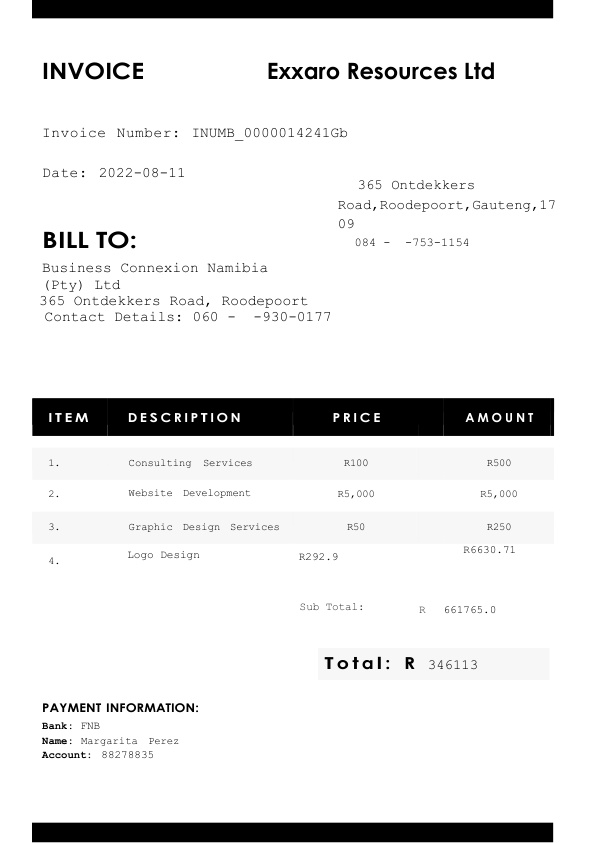 INVOICE Exxaro Resources Ltd
Invoice Number: INUMB_0000014241Gb
Date: 2022-08-11
365 Ontdekkers
Road,Roodepoort,Gauteng,17
09
084 -  -753-1154
BILL TO:
Business Connexion Namibia
(Pty) Ltd
365 Ontdekkers Road, Roodepoort
Contact Details: 060 -  -930-0177
ITEM DESCRIPTION PRICE AMOUNT
1. Consulting Services R100 R500
2. Website Development R5,000 R5,000
3. Graphic Design Services R50 R250
4. Logo Design R292.9 R6630.71
Sub Total: R 661765.0
Total: R 346113
PAYMENT INFORMATION:
Bank: FNB
Name: Margarita Perez
Account: 88278835